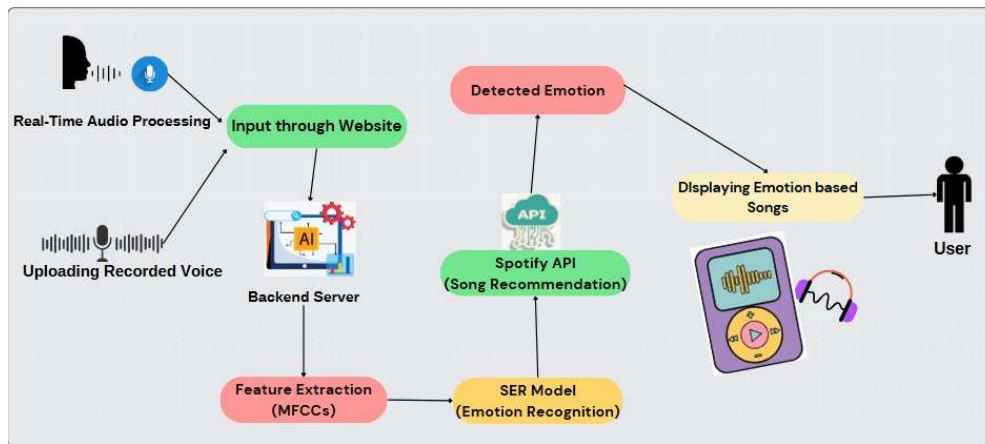 Real-Time Audio Processing
Input through Website
Uploading Recorded Voice
AI
Backend Server
Feature Extraction
(MFCCs)
SER Model
(Emotion Recognition)
API
Spotify API
(Song Recommendation)
Detected Emotion
DIsplaying Emotion based
Songs
User